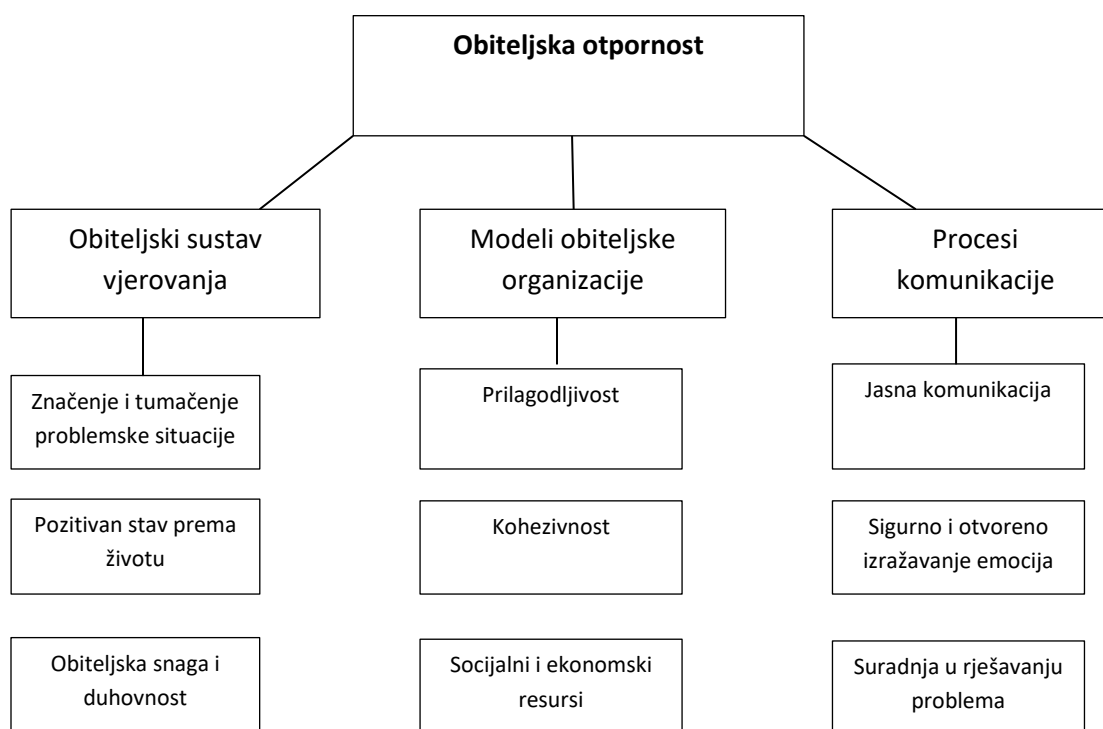 Obiteljska otpornost
Obiteljski sustav
vjerovanja
Modeli obiteljske
organizacije
Procesi
komunikacije
Značenje i tumačenje
problemske situacije
Prilagodljivost
Jasna komunikacija
Pozitivan stav prema
životu
Kohezivnost
Sigurno i otvoreno
izražavanje emocija
Obiteljska snaga i
duhovnost
Socijalni i ekonomski
resursi
Suradnja u rješavanju
problema